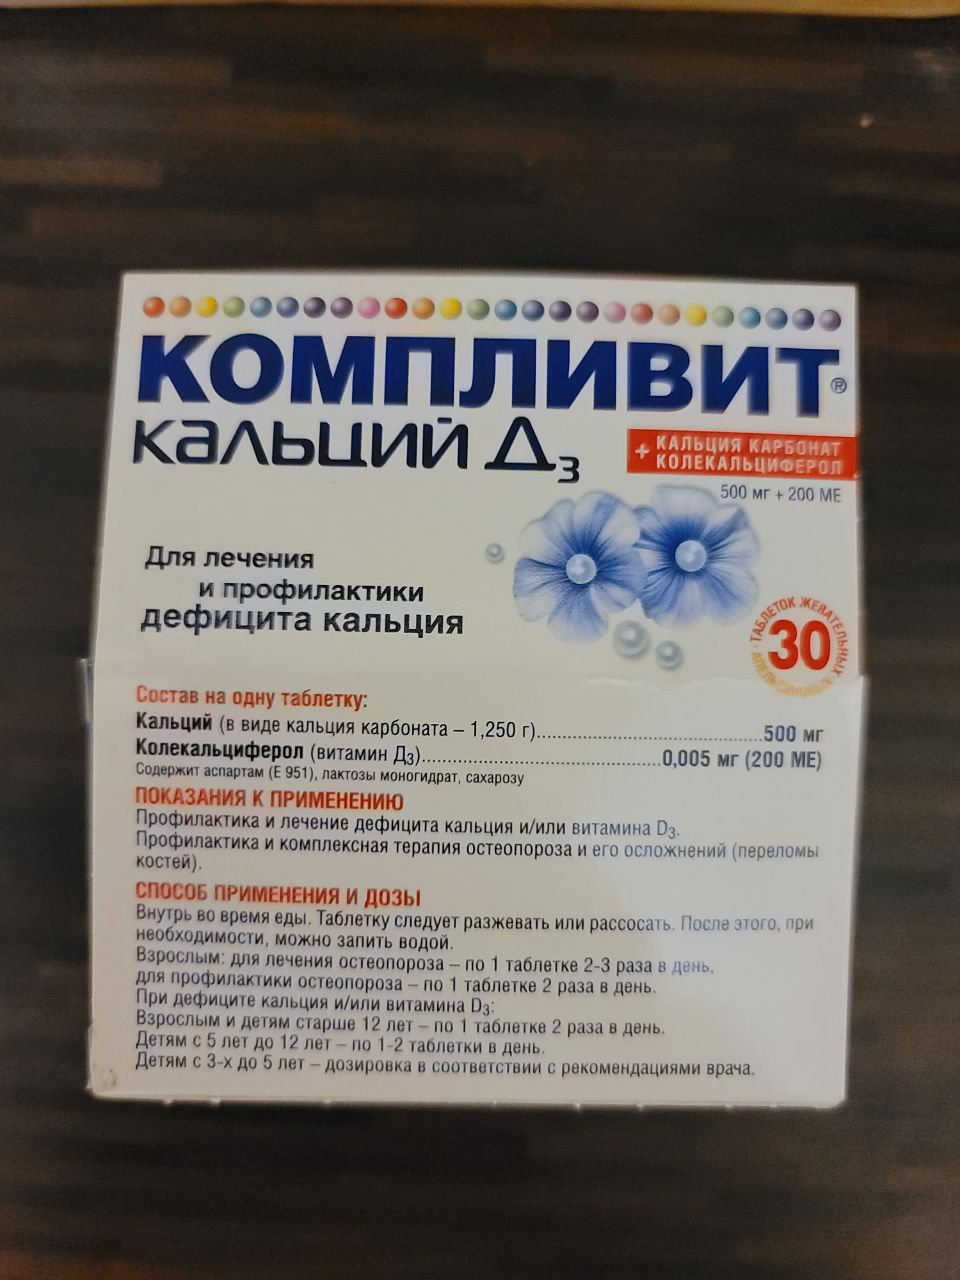 КОМПЛИВИТ®
кальций Д3
+ КАЛЬЦИЯ КАРБОНАТ
КОЛЕКАЛЬЦИФЕРОЛ
500 мг + 200 МЕ
Для лечения
и профилактики
дефицита кальция
· ТАБЛЕТОК ЖЕВАТЕЛЬНЫХ ·
30
АПЕЛЬСИНОВЫХ
Состав на одну таблетку:
Кальций (в виде кальция карбоната – 1,250 г)..........................................500 мг
Колекальциферол (витамин Д3)..........................................0,005 мг (200 МЕ)
Содержит аспартам (Е 951), лактозы моногидрат, сахарозу
ПОКАЗАНИЯ К ПРИМЕНЕНИЮ
Профилактика и лечение дефицита кальция и/или витамина D3.
Профилактика и комплексная терапия остеопороза и его осложнений (переломы
костей).
СПОСОБ ПРИМЕНЕНИЯ И ДОЗЫ
Внутрь во время еды. Таблетку следует разжевать или рассосать. После этого, при
необходимости, можно запить водой.
Взрослым: для лечения остеопороза – по 1 таблетке 2-3 раза в день,
для профилактики остеопороза – по 1 таблетке 2 раза в день.
При дефиците кальция и/или витамина D3:
Взрослым и детям старше 12 лет – по 1 таблетке 2 раза в день.
Детям с 5 лет до 12 лет – по 1-2 таблетки в день.
Детям с 3-х до 5 лет – дозировка в соответствии с рекомендациями врача.